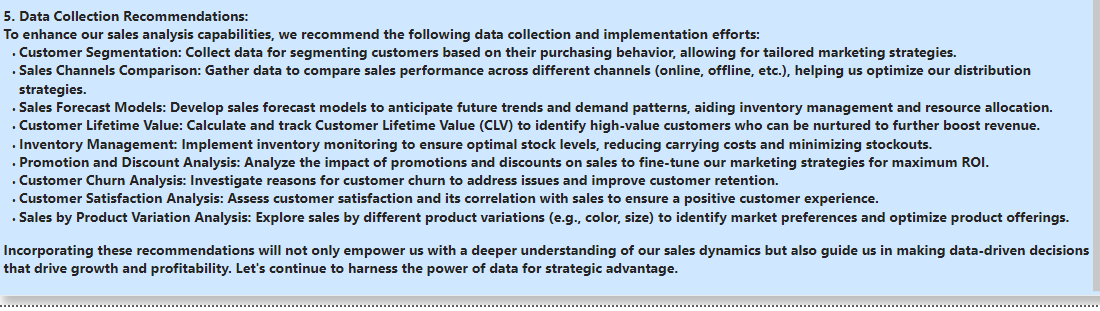 5. Data Collection Recommendations:
To enhance our sales analysis capabilities, we recommend the following data collection and implementation efforts:
• Customer Segmentation: Collect data for segmenting customers based on their purchasing behavior, allowing for tailored marketing strategies.
• Sales Channels Comparison: Gather data to compare sales performance across different channels (online, offline, etc.), helping us optimize our distribution
strategies.
• Sales Forecast Models: Develop sales forecast models to anticipate future trends and demand patterns, aiding inventory management and resource allocation.
• Customer Lifetime Value: Calculate and track Customer Lifetime Value (CLV) to identify high-value customers who can be nurtured to further boost revenue.
• Inventory Management: Implement inventory monitoring to ensure optimal stock levels, reducing carrying costs and minimizing stockouts.
• Promotion and Discount Analysis: Analyze the impact of promotions and discounts on sales to fine-tune our marketing strategies for maximum ROI.
• Customer Churn Analysis: Investigate reasons for customer churn to address issues and improve customer retention.
• Customer Satisfaction Analysis: Assess customer satisfaction and its correlation with sales to ensure a positive customer experience.
• Sales by Product Variation Analysis: Explore sales by different product variations (e.g., color, size) to identify market preferences and optimize product offerings.
Incorporating these recommendations will not only empower us with a deeper understanding of our sales dynamics but also guide us in making data-driven decisions
that drive growth and profitability. Let's continue to harness the power of data for strategic advantage.